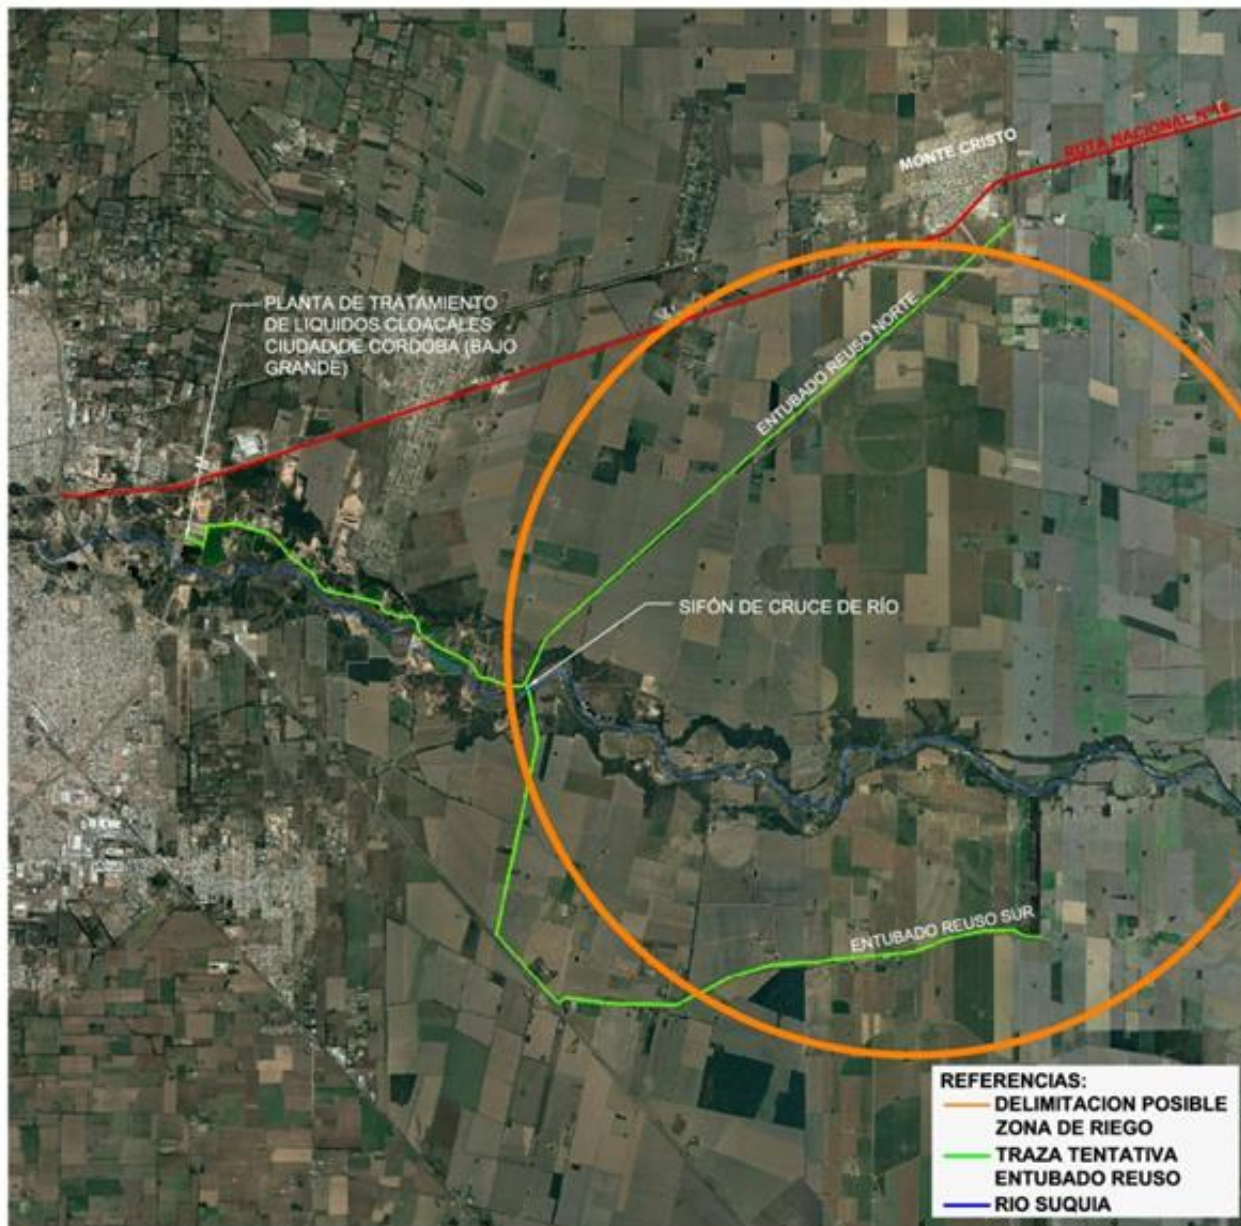 MONTE CRISTO
RUTA NACIONAL Nº19
PLANTA DE TRATAMIENTO
DE LIQUIDOS CLOACALES
CIUDAD DE CORDOBA (BAJO
GRANDE)
ENTUBADO REUSO NORTE
SIFÓN DE CRUCE DE RÍO
ENTUBADO REUSO SUR
REFERENCIAS:
DELIMITACION POSIBLE
ZONA DE RIEGO
TRAZA TENTATIVA
ENTUBADO REUSO
RIO SUQUIA